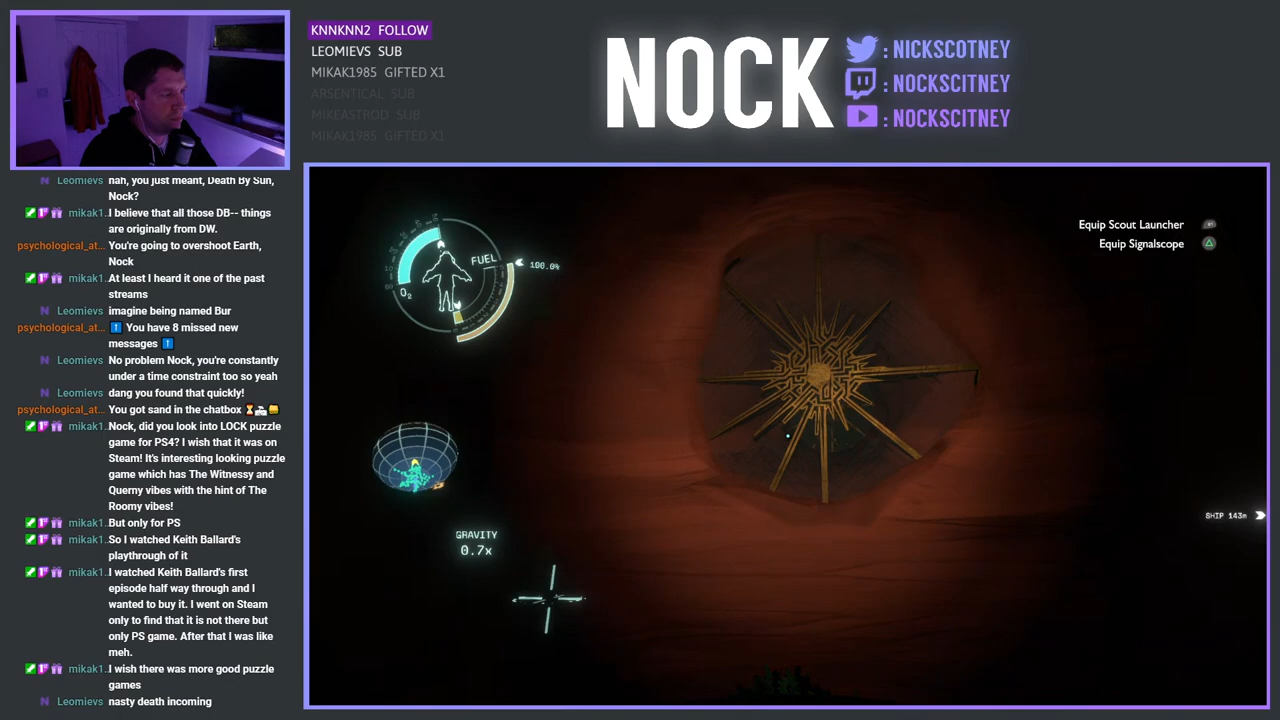 KNNKNN2 FOLLOW
LEOMIEVS SUB
MIKAK1985 GIFTED X1
ARSENTICAL SUB
MIKEASTROD SUB
MIKAK1985 GIFTED X1
NOCK
: NICKSCOTNEY
: NOCKSCITNEY
: NOCKSCITNEY
Leomievs nah, you just meant, Death By Sun,
Nock?
mikak1.. I believe that all those DB-- things
are originally from DW.
psychological_at... You're going to overshoot Earth,
Nock
mikak1.. At least I heard it one of the past
streams
Leomievs imagine being named Bur
psychological_at... You have 8 missed new
messages
Leomievs No problem Nock, you're constantly
under a time constraint too so yeah
Leomievs dang you found that quickly!
psychological_at... You got sand in the chatbox
mikak1.. Nock, did you look into LOCK puzzle
game for PS4? I wish that it was on
Steam! It's interesting looking puzzle
game which has The Witnessy and
Querny vibes with the hint of The
Roomy vibes!
mikak1.. But only for PS
mikak1.. So I watched Keith Ballard's
playthrough of it
mikak1.. I watched Keith Ballard's first
episode half way through and I
wanted to buy it. I went on Steam
only to find that it is not there but
only PS game. After that I was like
meh.
mikak1.. I wish there was more good puzzle
games
Leomievs nasty death incoming
FUEL
100.0%
O2
GRAVITY
0.7x
Equip Scout Launcher
Equip Signalscope
SHIP 143m